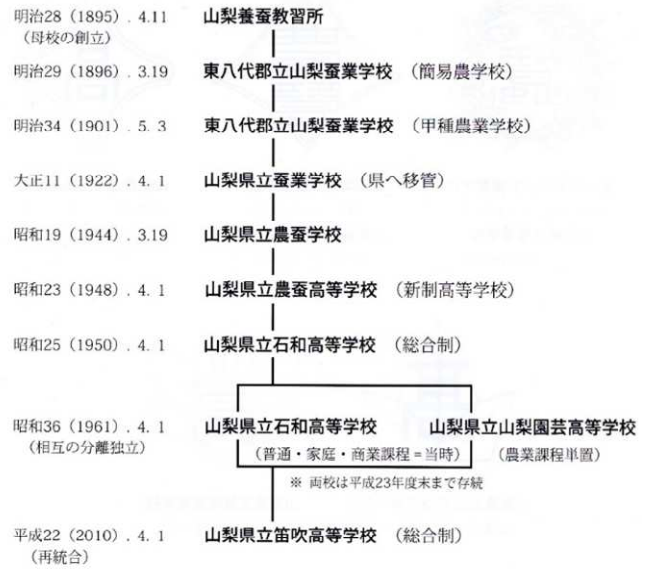 明治28（1895）. 4.11　山梨養蚕教習所
（母校の創立）
明治29（1896）. 3.19　東八代郡立山梨蚕業学校　（簡易農学校）
明治34（1901）. 5. 3　東八代郡立山梨蚕業学校　（甲種農業学校）
大正11（1922）. 4. 1　山梨県立蚕業学校　（県へ移管）
昭和19（1944）. 3.19　山梨県立農蚕学校
昭和23（1948）. 4. 1　山梨県立農蚕高等学校　（新制高等学校）
昭和25（1950）. 4. 1　山梨県立石和高等学校　（総合制）
昭和36（1961）. 4. 1　山梨県立石和高等学校　山梨県立山梨園芸高等学校
（相互の分離独立）　（普通・家庭・商業課程＝当時）　（農業課程単置）
※ 両校は平成23年度末まで存続
平成22（2010）. 4. 1　山梨県立笛吹高等学校　（総合制）
（再統合）